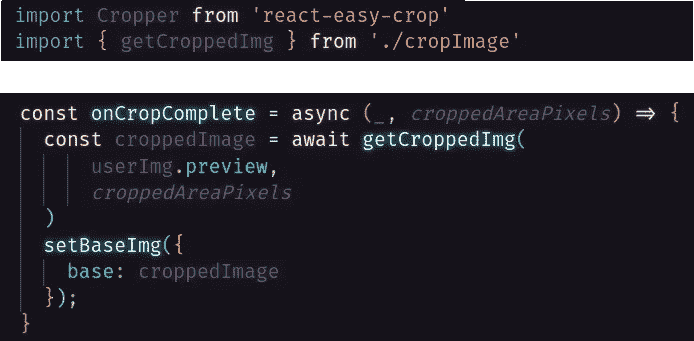 import Cropper from 'react-easy-crop'
import { getCroppedImg } from './cropImage'
const onCropComplete = async (_, croppedAreaPixels) => {
const croppedImage = await getCroppedImg(
userImg.preview,
croppedAreaPixels
)
setBaseImg({
base: croppedImage
});
}